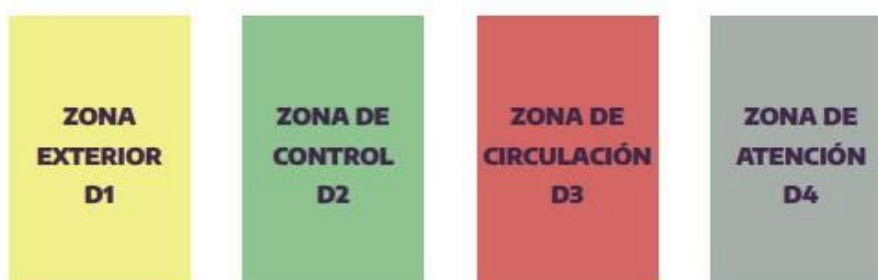 ZONA
EXTERIOR
D1
ZONA DE
CONTROL
D2
ZONA DE
CIRCULACIÓN
D3
ZONA DE
ATENCIÓN
D4